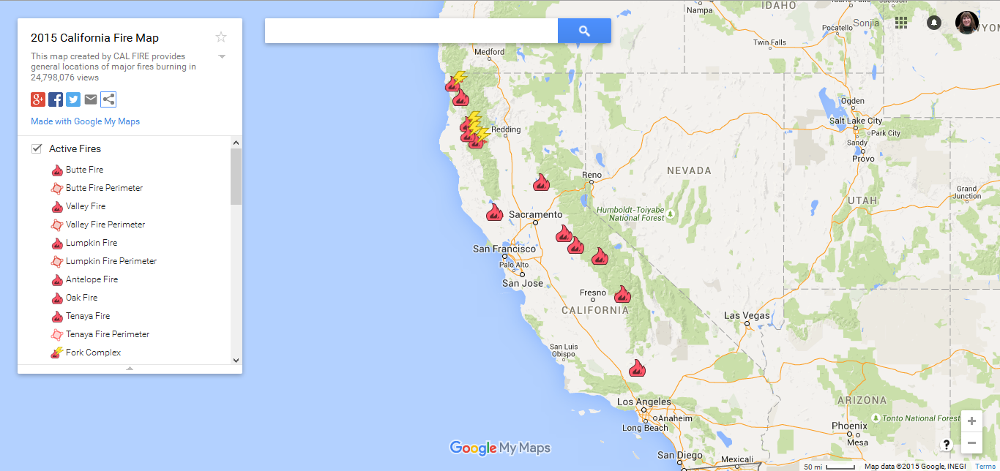 2015 California Fire Map
This map created by CAL FIRE provides
general locations of major fires burning in
24,798,076 views
Made with Google My Maps
Active Fires
Butte Fire
Butte Fire Perimeter
Valley Fire
Valley Fire Perimeter
Lumpkin Fire
Lumpkin Fire Perimeter
Antelope Fire
Oak Fire
Tenaya Fire
Tenaya Fire Perimeter
Fork Complex
Nampa
IDAHO
Pocatello
Sonjia
Twin Falls
Medford
Ogden
Salt Lake City
Park City
Sandy
Provo
Redding
Reno
NEVADA
UTAH
Grand
Junction
Humboldt-Toiyabe
National Forest
Sacramento
San Francisco
Palo Alto
San Jose
Fresno
CALIFORNIA
Las Vegas
San Luis
Obispo
Los Angeles
Anaheim
Long Beach
ARIZONA
Tonto National Forest
Phoenix
Mesa
San Diego
Mexicali
Google My Maps
+
−
?
50 mi
Map data ©2015 Google, INEGI
Terms